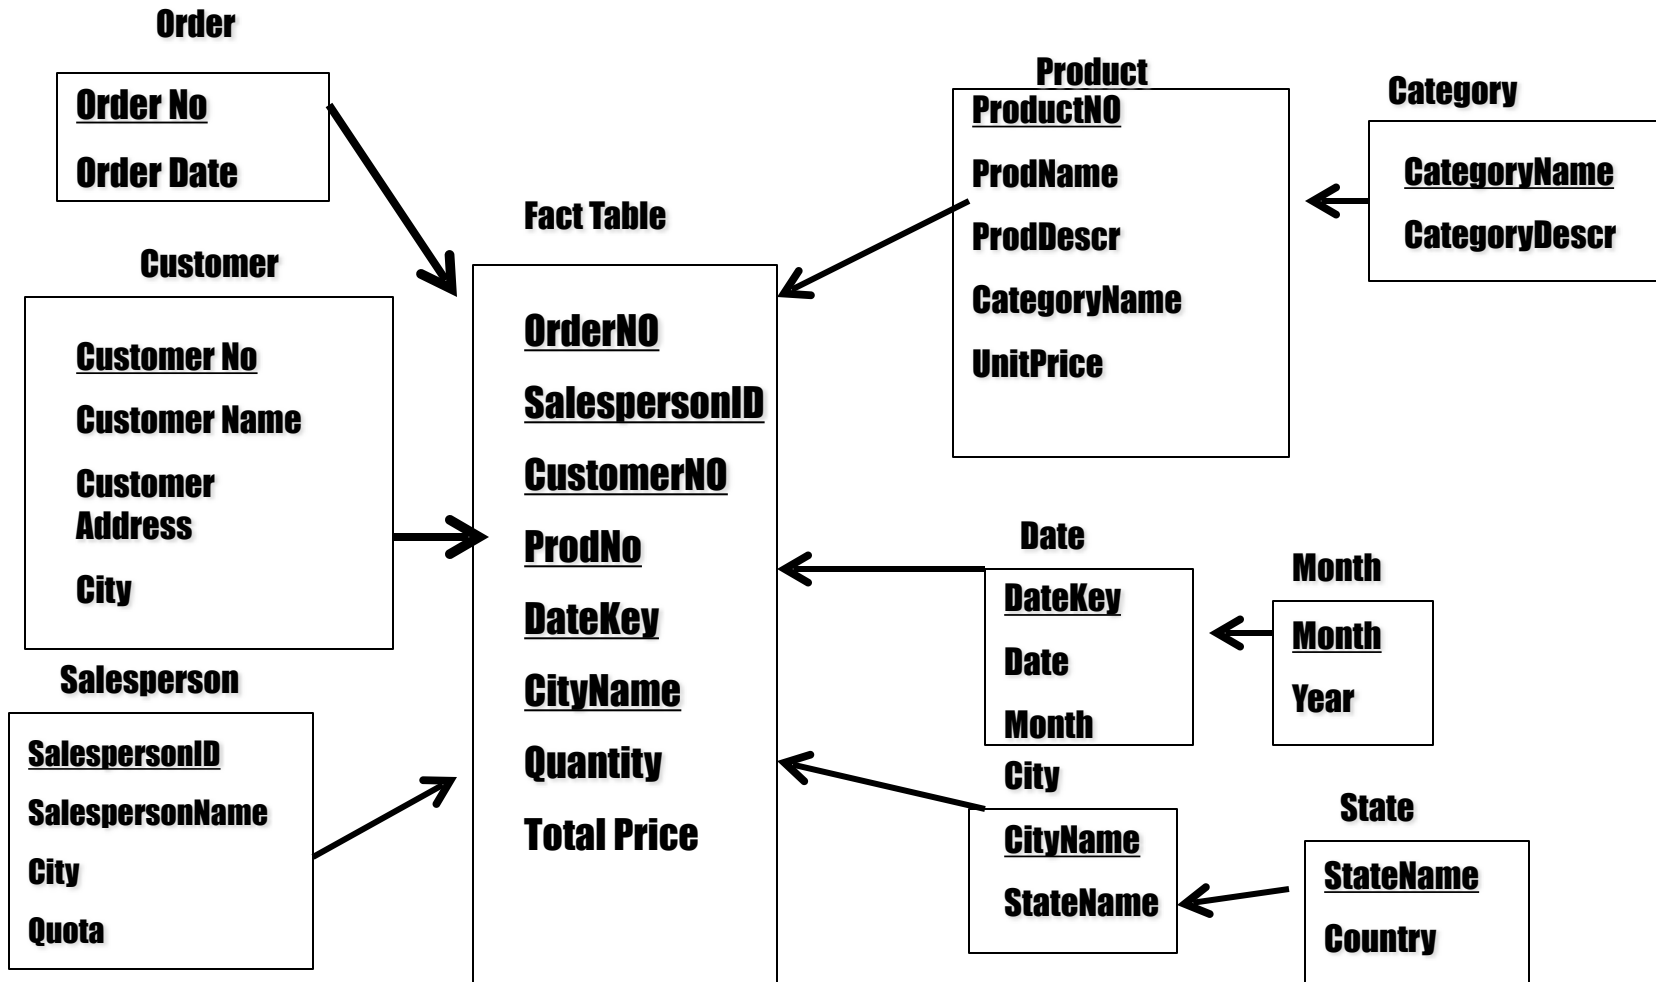 Order
Order No
Order Date
Customer
Customer No
Customer Name
Customer
Address
City
Salesperson
SalespersonID
SalespersonName
City
Quota
Fact Table
OrderNO
SalespersonID
CustomerNO
ProdNo
DateKey
CityName
Quantity
Total Price
Product
ProductNO
ProdName
ProdDescr
CategoryName
UnitPrice
Category
CategoryName
CategoryDescr
Date
DateKey
Date
Month
Month
Month
Year
City
CityName
StateName
State
StateName
Country